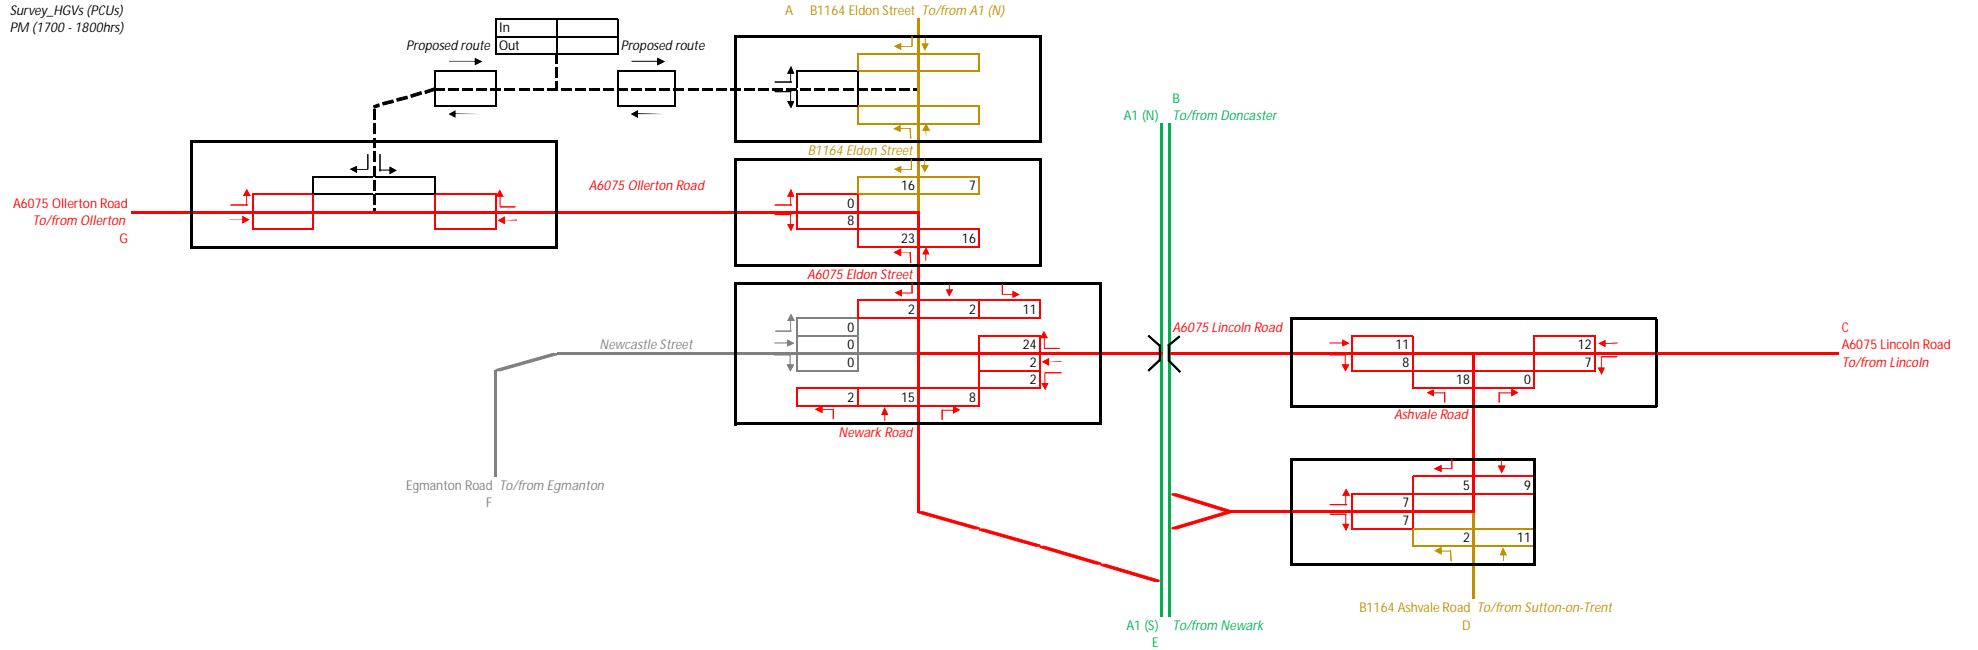 Survey_HGVs (PCUs)
PM (1700 - 1800hrs)
A B1164 Eldon Street To/from A1 (N)
In
Proposed route Out Proposed route
B
A1 (N) To/from Doncaster
B1164 Eldon Street
A6075 Ollerton Road
16 7
A6075 Ollerton Road
To/from Ollerton
G
0
8
23 16
A6075 Eldon Street
2 2 11
0
0
0
Newcastle Street
24
2
2
2 15 8
Newark Road
A6075 Lincoln Road
11 12
8 7
18 0
Ashvale Road
C
A6075 Lincoln Road
To/from Lincoln
5 9
7
7
2 11
Egmanton Road To/from Egmanton
F
B1164 Ashvale Road To/from Sutton-on-Trent
D
A1 (S) To/from Newark
E